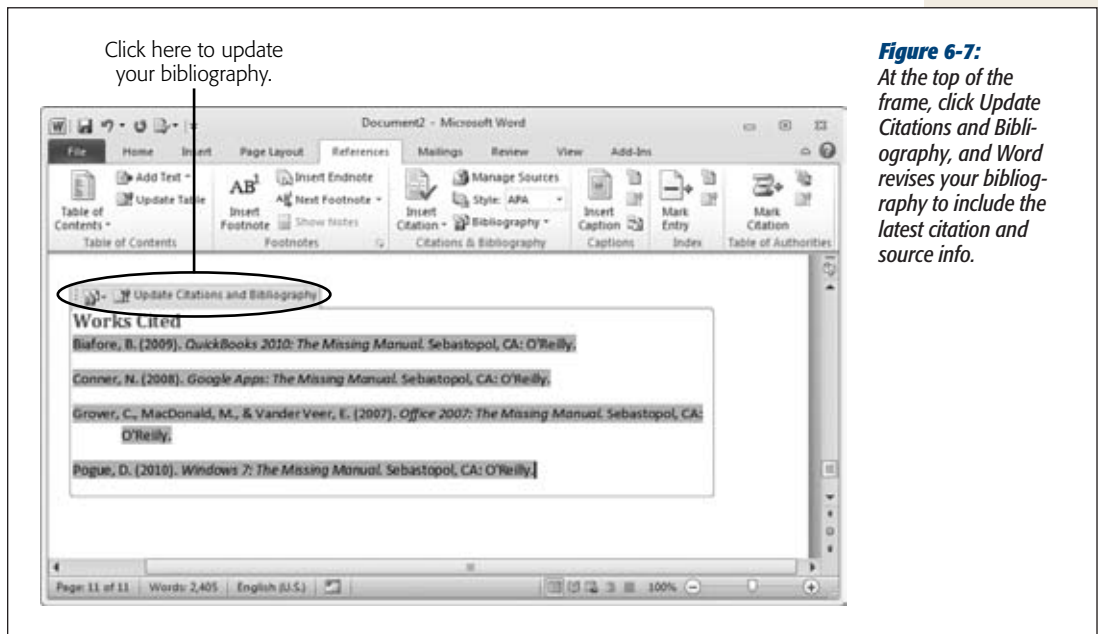 Click here to update
your bibliography.
Figure 6-7:
At the top of the
frame, click Update
Citations and Bibli-
ography, and Word
revises your bibliog-
raphy to include the
latest citation and
source info.
Document2 - Microsoft Word
File Home Insert Page Layout References Mailings Review View Add-Ins
Add Text
Update Table
Table of
Contents
Table of Contents
AB1
Insert
Footnote
Insert Endnote
Next Footnote
Show Notes
Footnotes
Insert
Citation
Manage Sources
Style: APA
Bibliography
Citations & Bibliography
Insert
Caption
Captions
Mark
Entry
Index
Mark
Citation
Table of Authorities
Update Citations and Bibliography
Works Cited
Biafore, B. (2009). QuickBooks 2010: The Missing Manual. Sebastopol, CA: O'Reilly.
Conner, N. (2008). Google Apps: The Missing Manual. Sebastopol, CA: O'Reilly.
Grover, C., MacDonald, M., & Vander Veer, E. (2007). Office 2007: The Missing Manual. Sebastopol, CA:
O'Reilly.
Pogue, D. (2010). Windows 7: The Missing Manual. Sebastopol, CA: O'Reilly.
Page: 11 of 11 Words: 2,405 English (U.S.) 100%